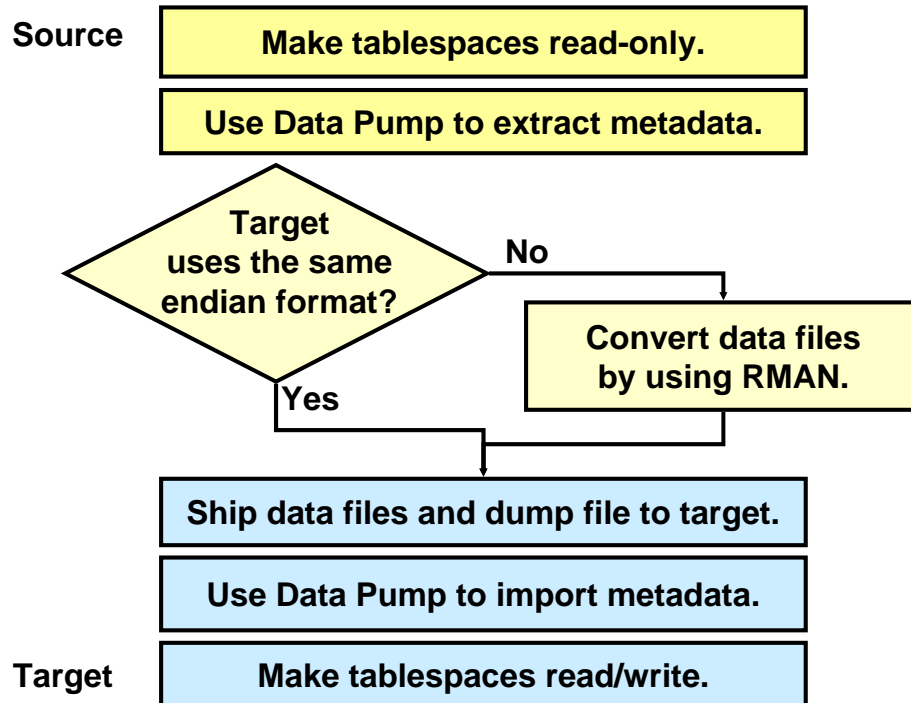 Source
Make tablespaces read-only.
Use Data Pump to extract metadata.
Target
uses the same
endian format?
No
Convert data files
by using RMAN.
Yes
Ship data files and dump file to target.
Use Data Pump to import metadata.
Target
Make tablespaces read/write.